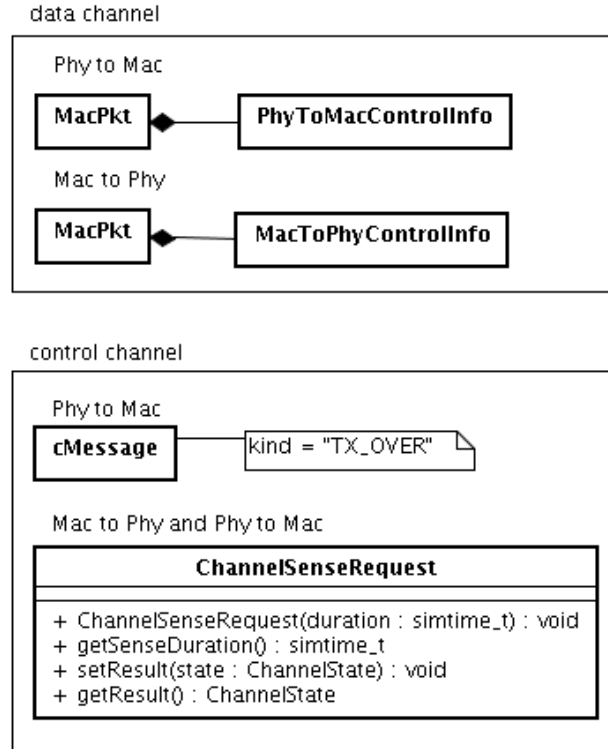 data channel
Phy to Mac
MacPkt
PhyToMacControlInfo
Mac to Phy
MacPkt
MacToPhyControlInfo
control channel
Phy to Mac
cMessage
kind = "TX_OVER"
Mac to Phy and Phy to Mac
ChannelSenseRequest
+ ChannelSenseRequest(duration : simtime_t) : void
+ getSenseDuration() : simtime_t
+ setResult(state : ChannelState) : void
+ getResult() : ChannelState